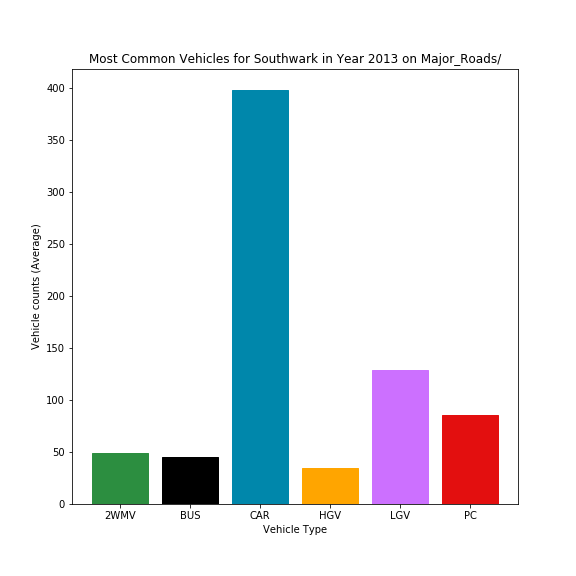 Most Common Vehicles for Southwark in Year 2013 on Major_Roads/
400
350
300
250
200
150
100
50
0
Vehicle counts (Average)
2WMV BUS CAR HGV LGV PC
Vehicle Type